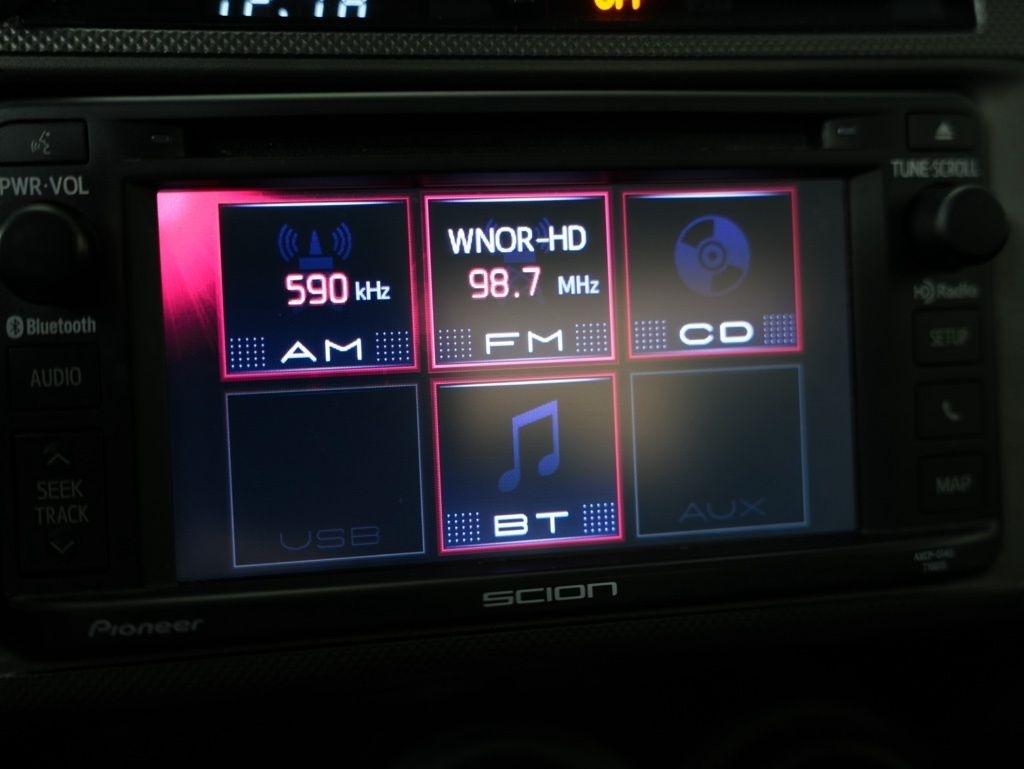 PWR·VOL
TUNE·SCROLL
590 kHz
AM
WNOR-HD
98.7 MHz
FM
CD
Bluetooth
HD Radio
AUDIO
SETUP
SEEK
TRACK
USB
BT
AUX
MAP
SCION
Pioneer